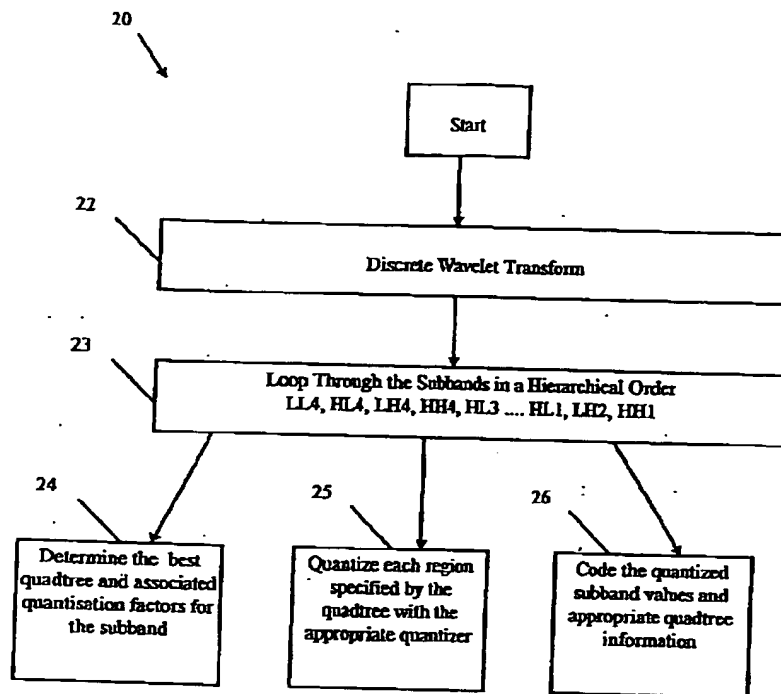 20
Start
22
Discrete Wavelet Transform
23
Loop Through the Subbands in a Hierarchical Order
LL4, HL4, LH4, HH4, HL3 .... HL1, LH2, HH1
24
Determine the best
quadtree and associated
quantisation factors for
the subband
25
Quantize each region
specified by the
quadtree with the
appropriate quantizer
26
Code the quantized
subband values and
appropriate quadtree
information